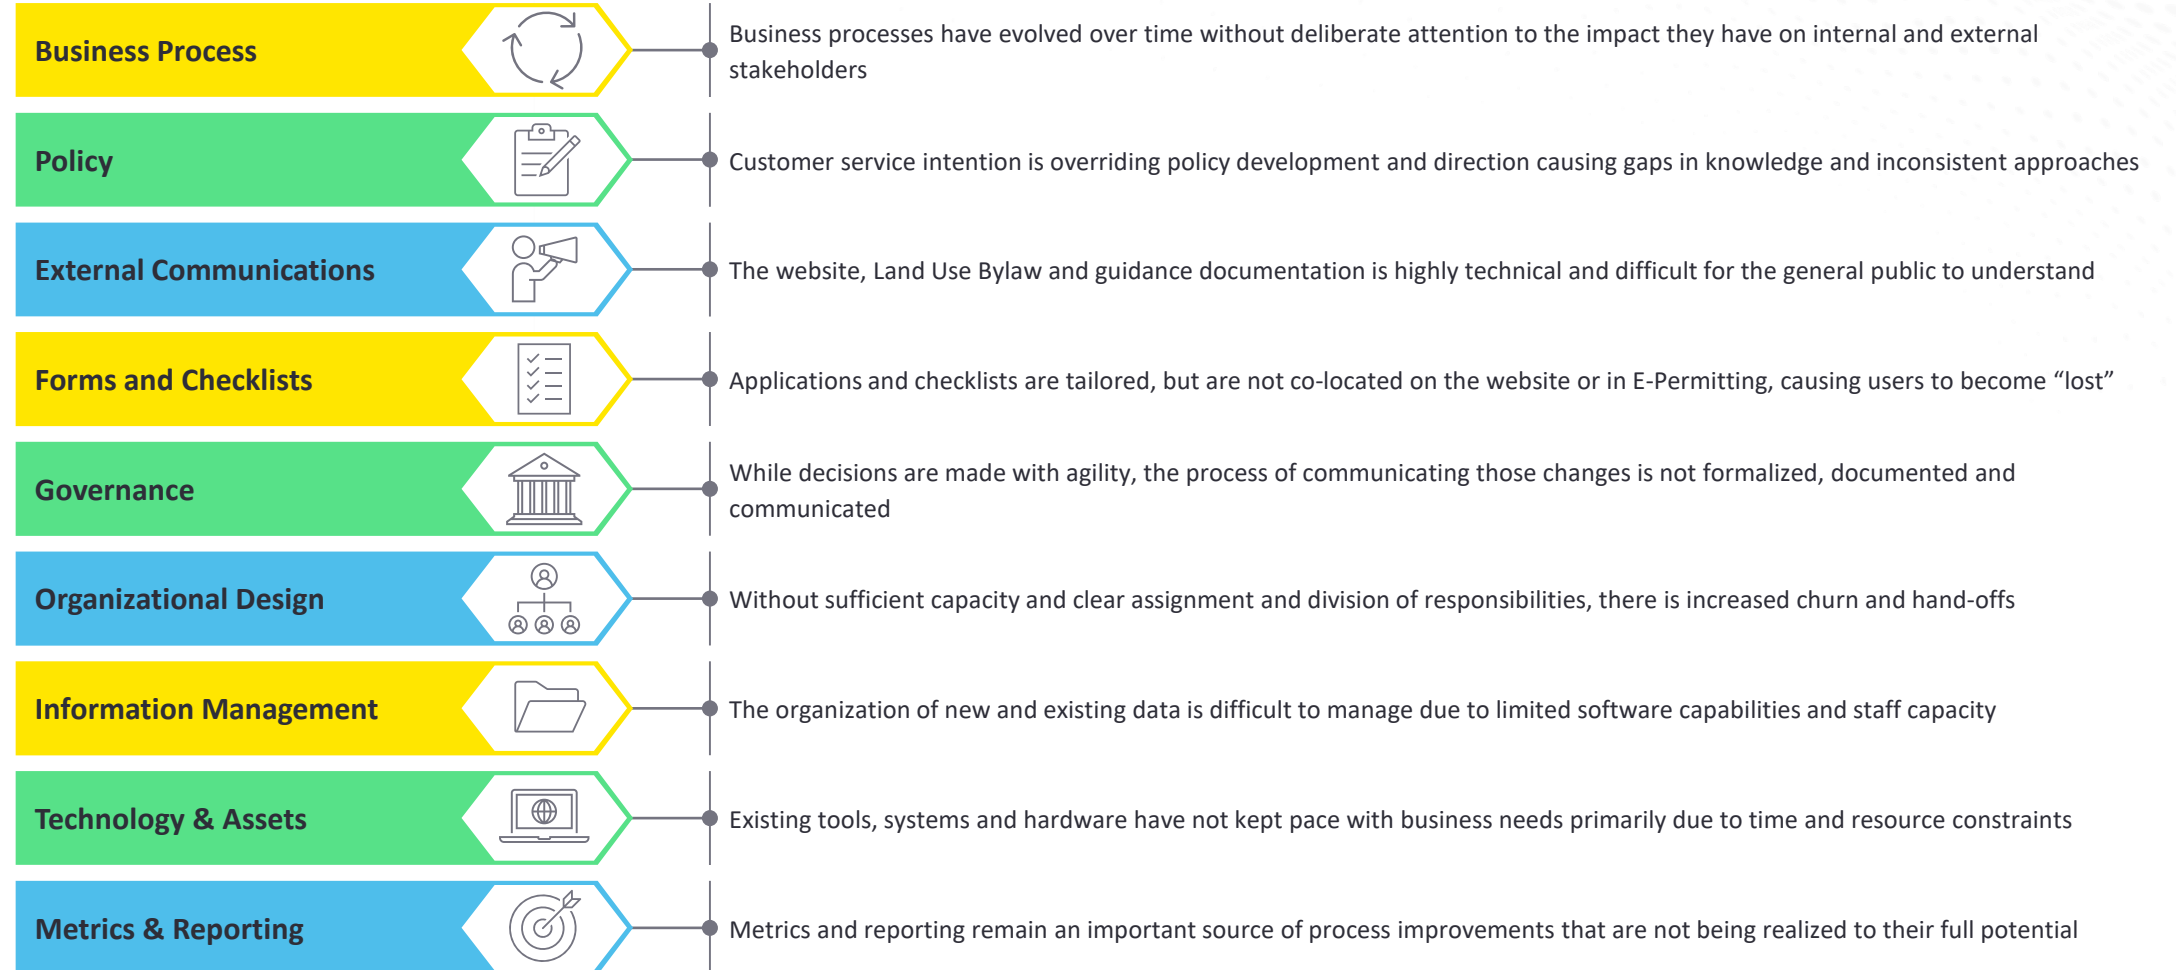 Business Process
Business processes have evolved over time without deliberate attention to the impact they have on internal and external
stakeholders
Policy
Customer service intention is overriding policy development and direction causing gaps in knowledge and inconsistent approaches
External Communications
The website, Land Use Bylaw and guidance documentation is highly technical and difficult for the general public to understand
Forms and Checklists
Applications and checklists are tailored, but are not co-located on the website or in E-Permitting, causing users to become “lost”
Governance
While decisions are made with agility, the process of communicating those changes is not formalized, documented and
communicated
Organizational Design
Without sufficient capacity and clear assignment and division of responsibilities, there is increased churn and hand-offs
Information Management
The organization of new and existing data is difficult to manage due to limited software capabilities and staff capacity
Technology & Assets
Existing tools, systems and hardware have not kept pace with business needs primarily due to time and resource constraints
Metrics & Reporting
Metrics and reporting remain an important source of process improvements that are not being realized to their full potential